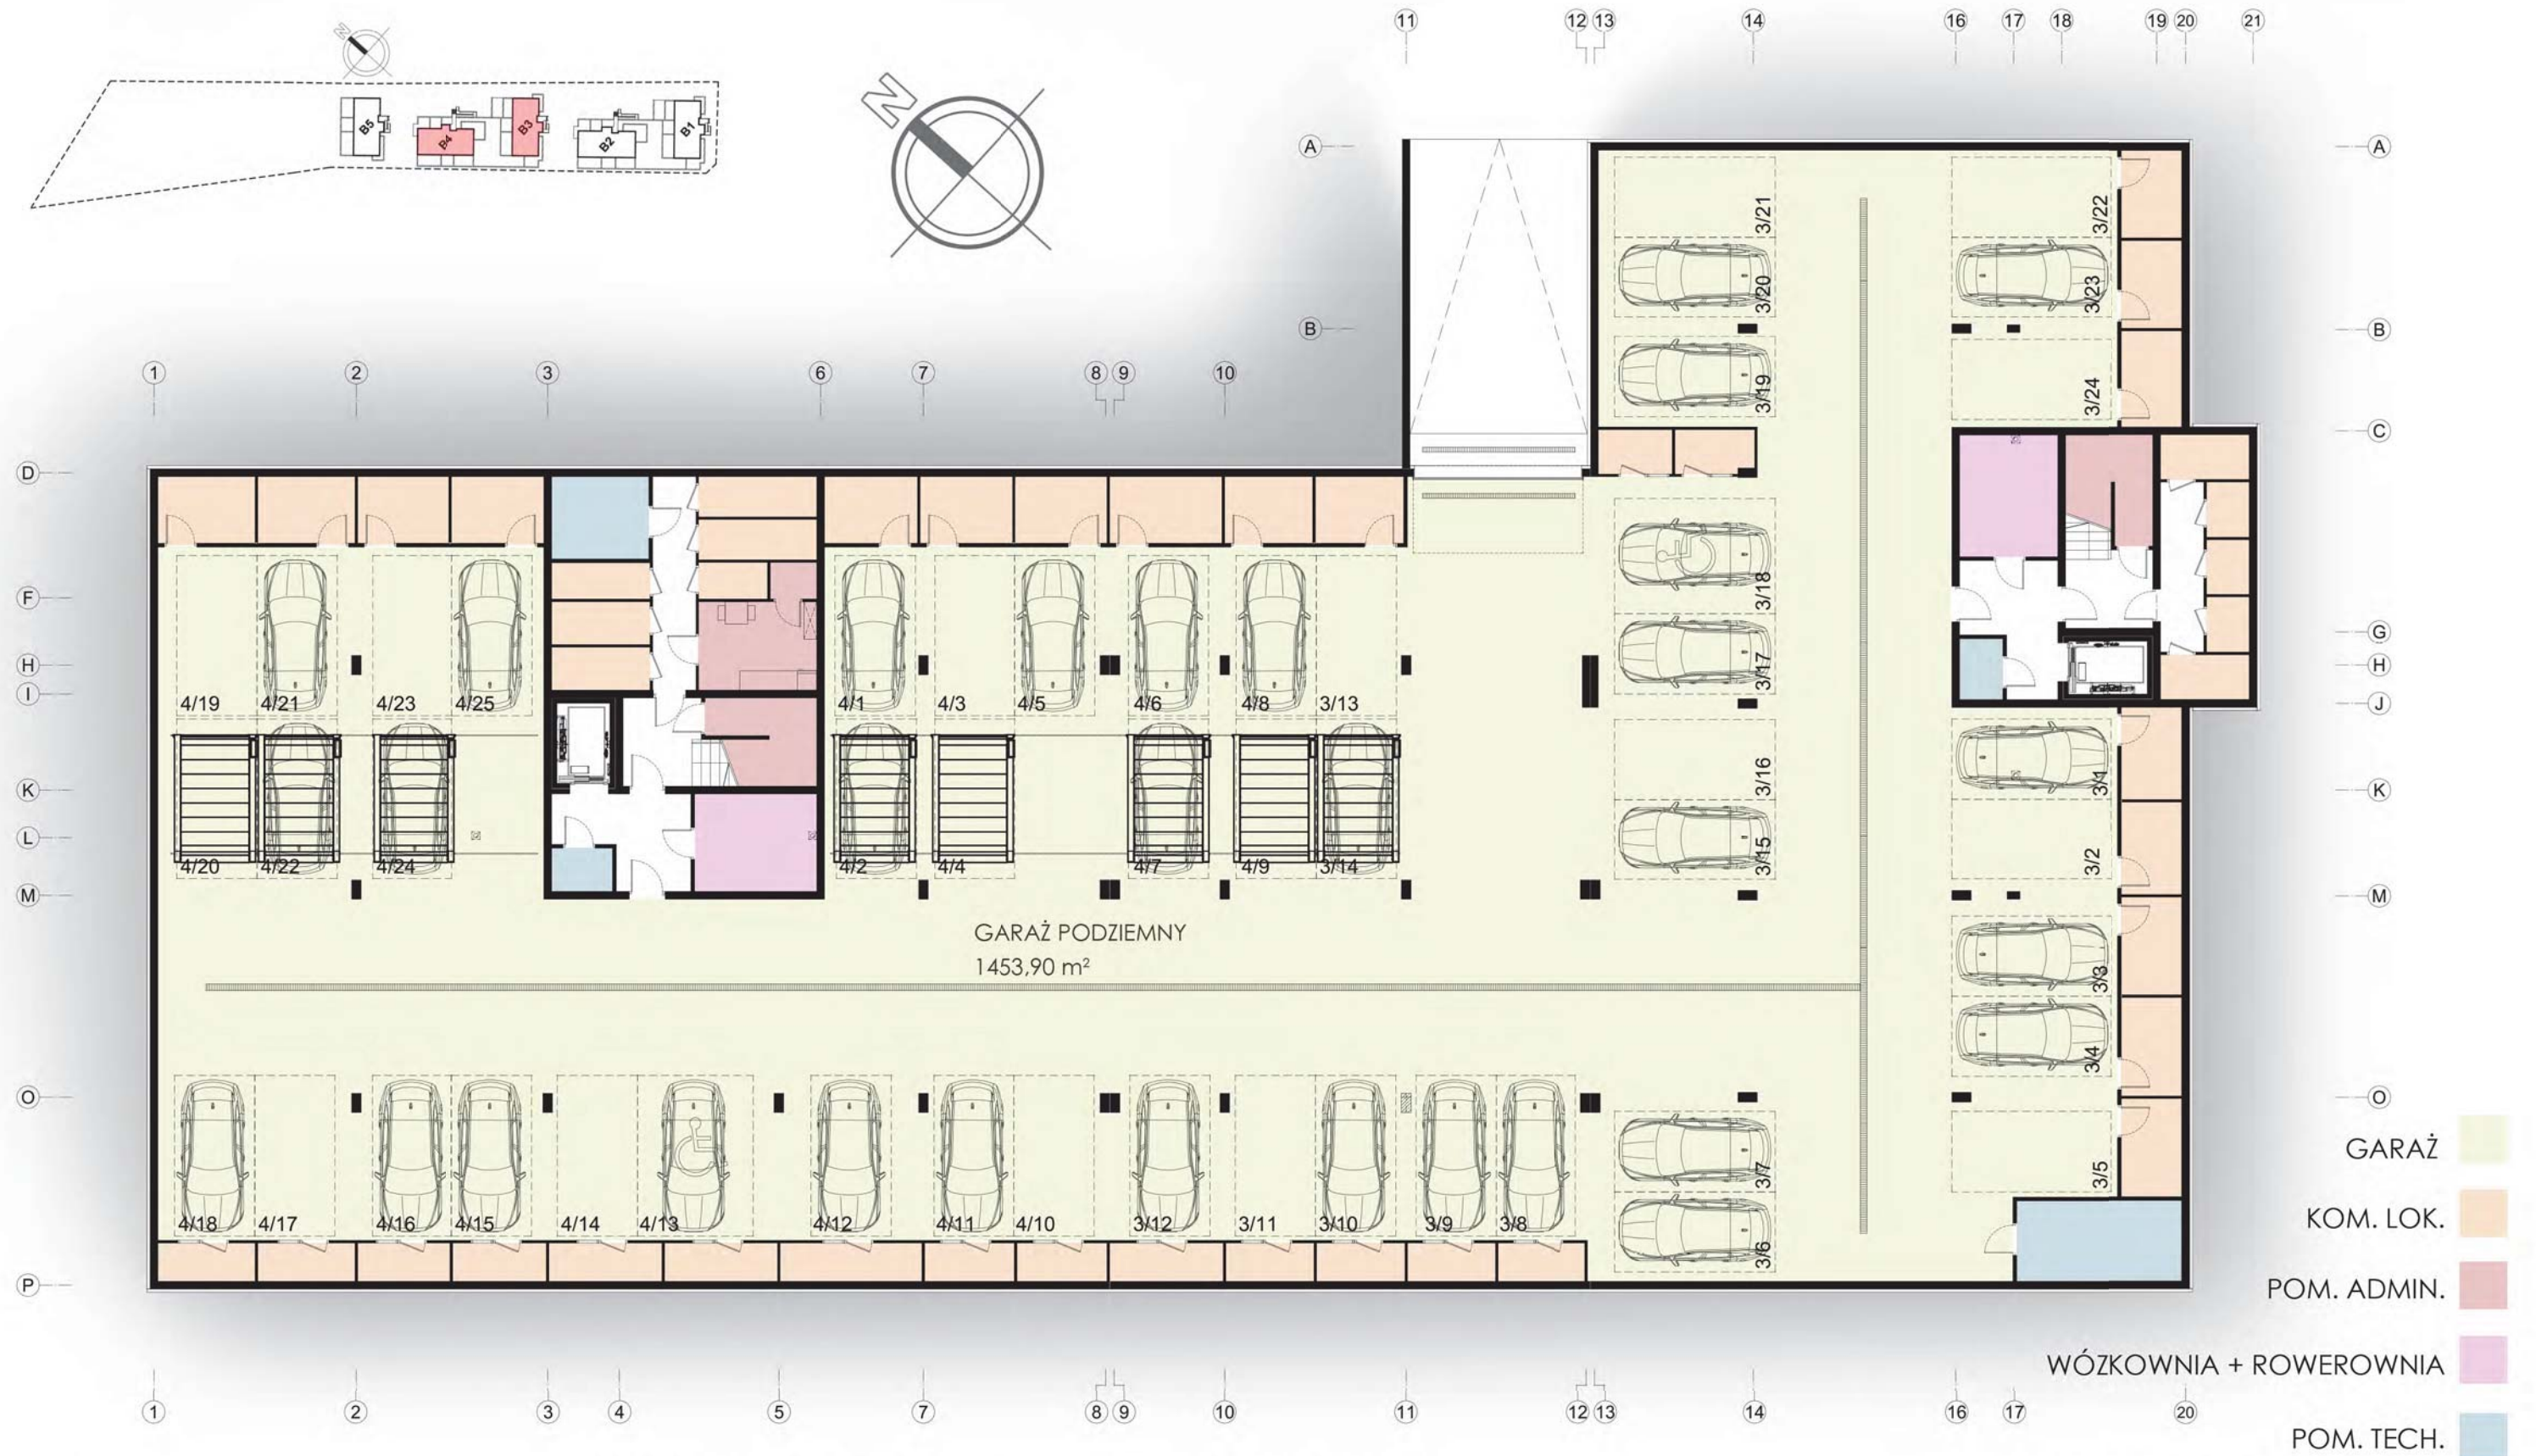 11 12 13 14 16 17 18 19 20 21
N
B5 B4 B3 B2 B1
N
A A
3/21 3/22
3/20 3/23
B B
3/19 3/24
1 2 3 6 7 8 9 10
C
D
3/18
F
G
H H
3/17
I
4/19 4/21 4/23 4/25 4/1 4/3 4/5 4/6 4/8 3/13
J
3/16 3/1
K K
L
3/15 3/2
4/20 4/22 4/24 4/2 4/4 4/7 4/9 3/14
M M
GARAŻ PODZIEMNY
1453,90 m²
3/3
3/4
O O
3/7 3/5
4/18 4/17 4/16 4/15 4/14 4/13 4/12 4/11 4/10 3/12 3/11 3/10 3/9 3/8
3/6
P
GARAŻ
KOM. LOK.
POM. ADMIN.
WÓZKOWNIA + ROWEROWNIA
POM. TECH.
1 2 3 4 5 7 8 9 10 11 12 13 14 16 17 20